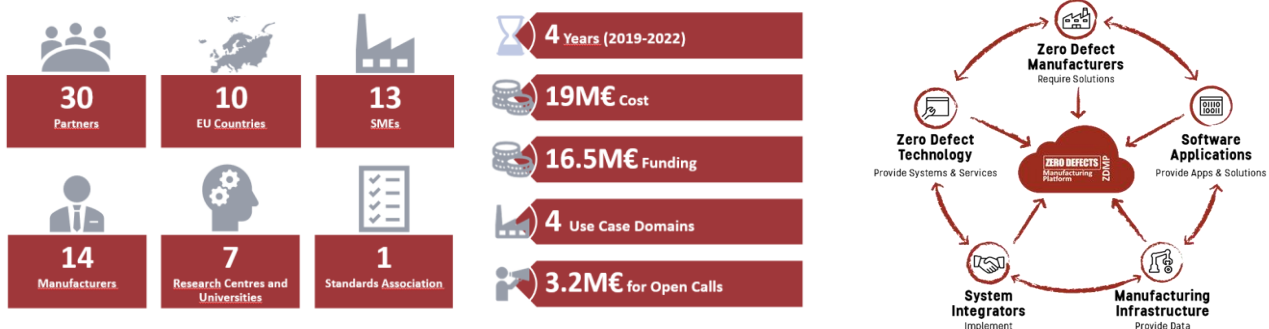 30
Partners
10
EU Countries
13
SMEs
14
Manufacturers
7
Research Centres and
Universities
1
Standards Association
4 Years (2019-2022)
19M€ Cost
16.5M€ Funding
4 Use Case Domains
3.2M€ for Open Calls
Zero Defect
Manufacturers
Require Solutions
Zero Defect
Technology
Provide Systems & Services
01110
10011
Software
Applications
Provide Apps & Solutions
ZERO DEFECTS
Manufacturing
Platform
ZDMP
System
Integrators
Implement
Manufacturing
Infrastructure
Provide Data